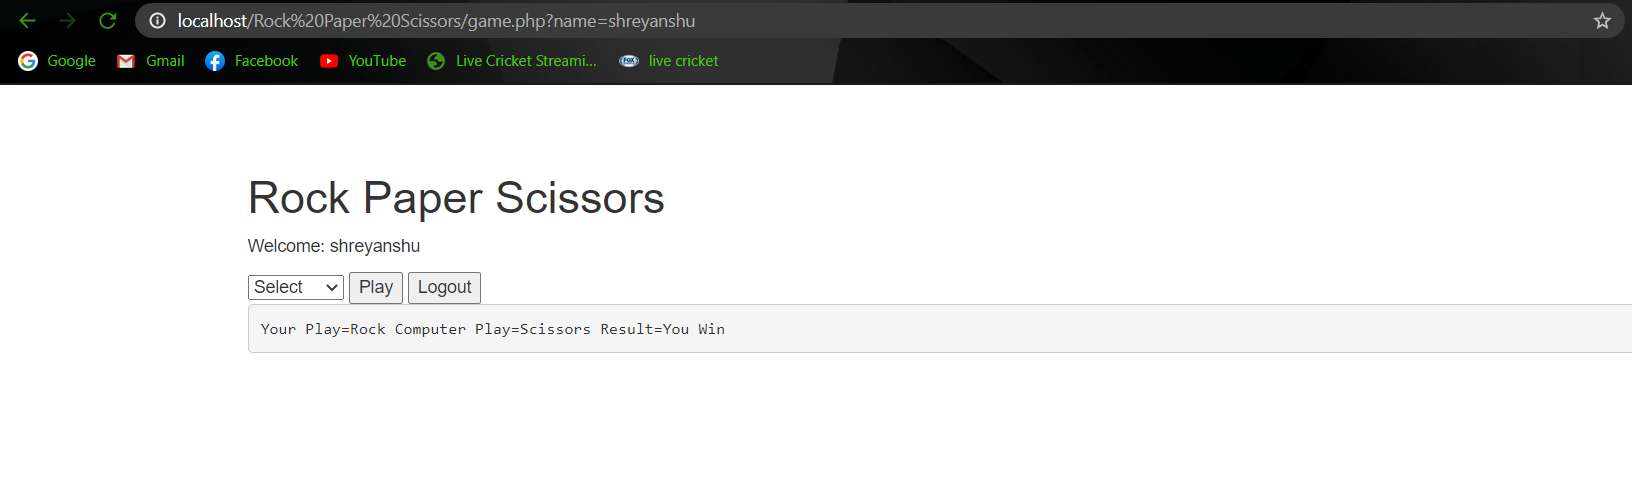 localhost/Rock%20Paper%20Scissors/game.php?name=shreyanshu
Google Gmail Facebook YouTube Live Cricket Streami... FOX live cricket
Rock Paper Scissors
Welcome: shreyanshu
Select Play Logout
Your Play=Rock Computer Play=Scissors Result=You Win